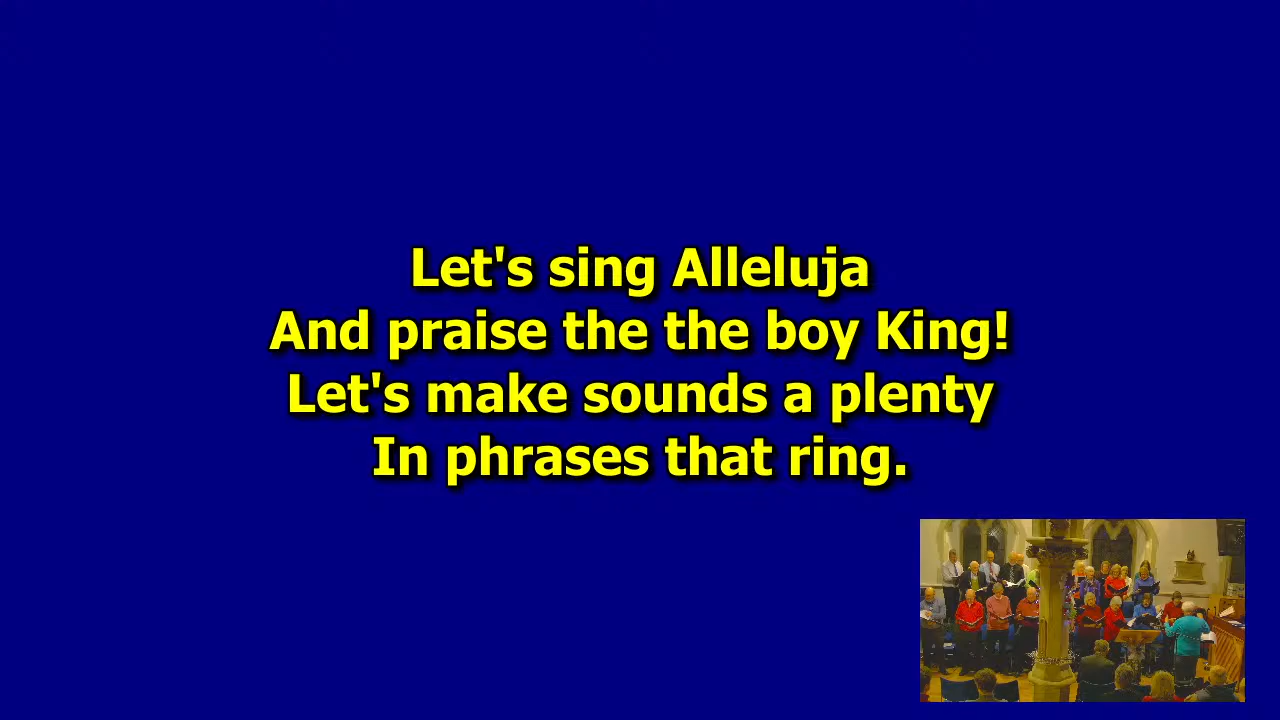 Let's sing Alleluja
And praise the the boy King!
Let's make sounds a plenty
In phrases that ring.